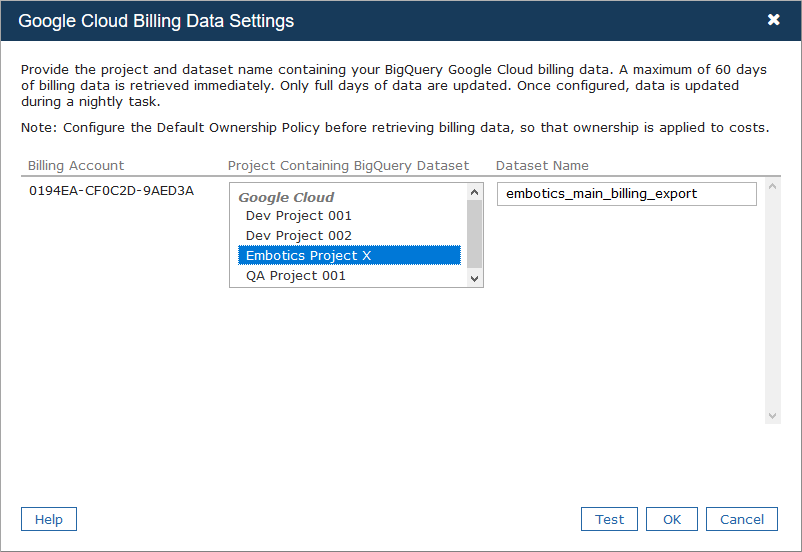 Google Cloud Billing Data Settings
Provide the project and dataset name containing your BigQuery Google Cloud billing data. A maximum of 60 days
of billing data is retrieved immediately. Only full days of data are updated. Once configured, data is updated
during a nightly task.
Note: Configure the Default Ownership Policy before retrieving billing data, so that ownership is applied to costs.
Billing Account Project Containing BigQuery Dataset Dataset Name
0194EA-CF0C2D-9AED3A
Google Cloud
Dev Project 001
Dev Project 002
Embotics Project X
QA Project 001
embotics_main_billing_export
Help Test OK Cancel